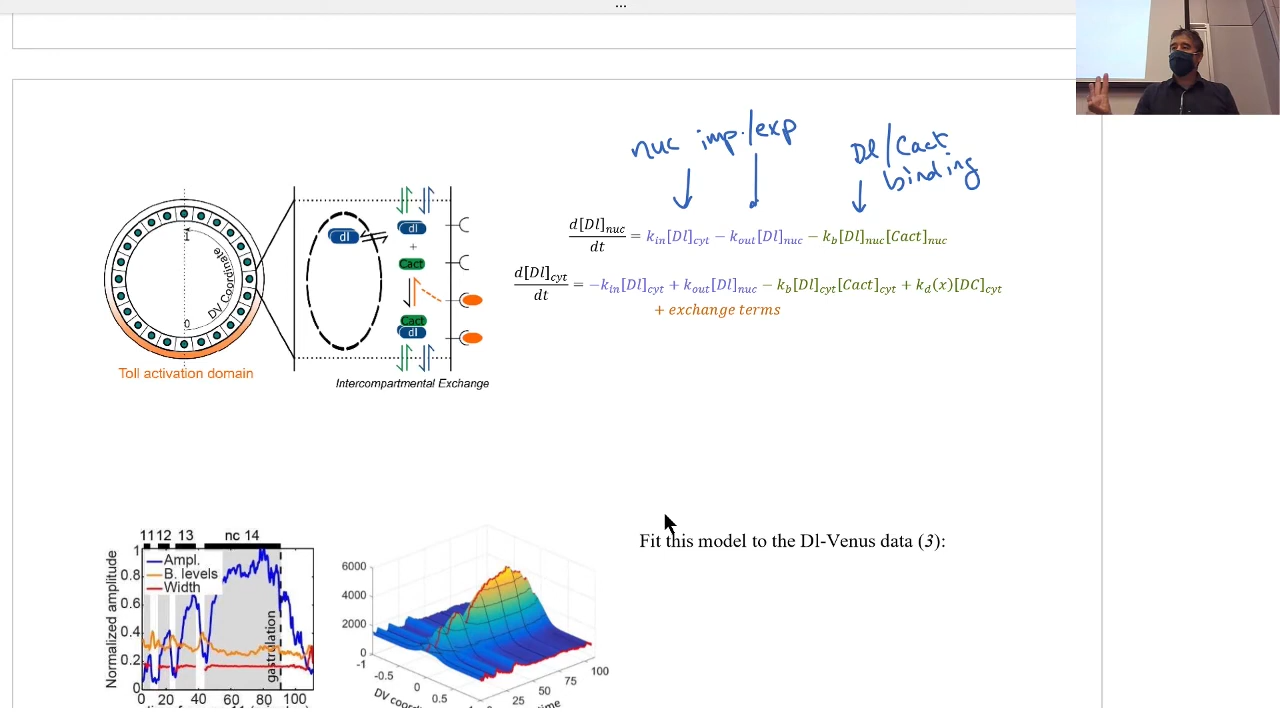 ...
nuc imp./exp
Dl/Cact
binding
d[Dl]nuc/dt = kin[Dl]cyt − kout[Dl]nuc − kb[Dl]nuc[Cact]nuc
d[Dl]cyt/dt = −kin[Dl]cyt + kout[Dl]nuc − kb[Dl]cyt[Cact]cyt + kd(x)[DC]cyt
+ exchange terms
1
DV Coordinate
0
Toll activation domain
dl
dl
+
Cact
Cact
dl
Intercompartmental Exchange
Fit this model to the Dl-Venus data (3):
11 12 13 nc 14
Normalized amplitude
1
0.8
0.6
0.4
0.2
0
Ampl.
B. levels
Width
gastrulation
0 20 40 60 80 100
6000
4000
2000
0
-1
-0.5
0
0.5
DV coord
25
50
75
100